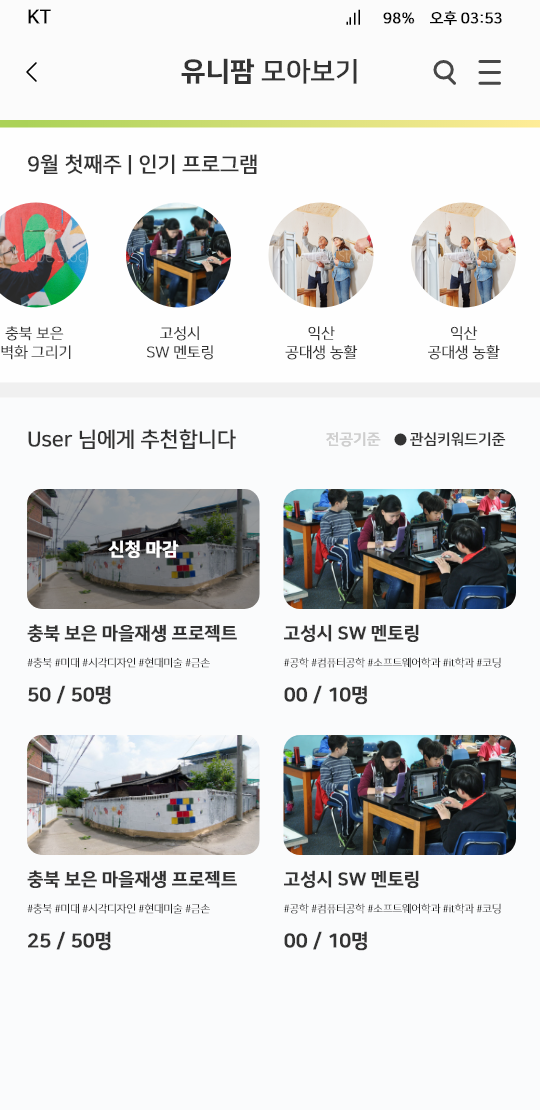 KT 98% 오후 03:53
유니팜 모아보기
9월 첫째주 | 인기 프로그램
Adobe Stock
충북 보은
벽화 그리기
고성시
SW 멘토링
익산
공대생 농활
익산
공대생 농활
User 님에게 추천합니다
전공기준 ● 관심키워드기준
신청 마감
충북 보은 마을재생 프로젝트
#충북 #미대 #시각디자인 #현대미술 #금손
50 / 50명
고성시 SW 멘토링
#공학 #컴퓨터공학 #소프트웨어학과 #it학과 #코딩
00 / 10명
충북 보은 마을재생 프로젝트
#충북 #미대 #시각디자인 #현대미술 #금손
25 / 50명
고성시 SW 멘토링
#공학 #컴퓨터공학 #소프트웨어학과 #it학과 #코딩
00 / 10명